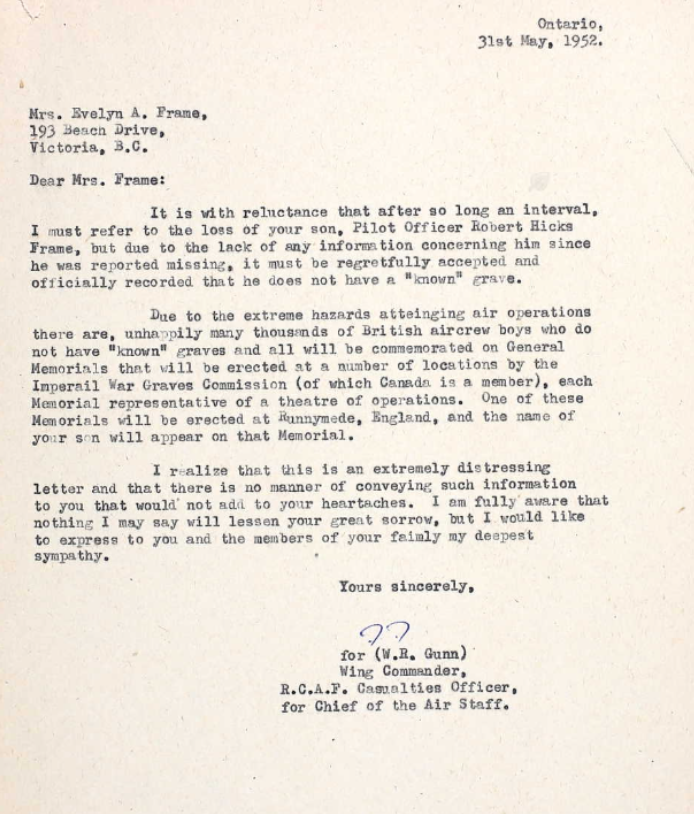 Ontario,
31st May, 1952.
Mrs. Evelyn A. Frame,
193 Beach Drive,
Victoria, B.C.
Dear Mrs. Frame:
It is with reluctance that after so long an interval,
I must refer to the loss of your son, Pilot Officer Robert Hicks
Frame, but due to the lack of any information concerning him since
he was reported missing, it must be regretfully accepted and
officially recorded that he does not have a "known" grave.
Due to the extreme hazards atteinging air operations
there are, unhappily many thousands of British aircrew boys who do
not have "known" graves and all will be commemorated on General
Memorials that will be erected at a number of locations by the
Imperail War Graves Commission (of which Canada is a member), each
Memorial representative of a theatre of operations. One of these
Memorials will be erected at Runnymede, England, and the name of
your son will appear on that Memorial.
I realize that this is an extremely distressing
letter and that there is no manner of conveying such information
to you that would not add to your heartaches. I am fully aware that
nothing I may say will lessen your great sorrow, but I would like
to express to you and the members of your faimly my deepest
sympathy.
Yours sincerely,
for (W.R. Gunn)
Wing Commander,
R.C.A.F. Casualties Officer,
for Chief of the Air Staff.